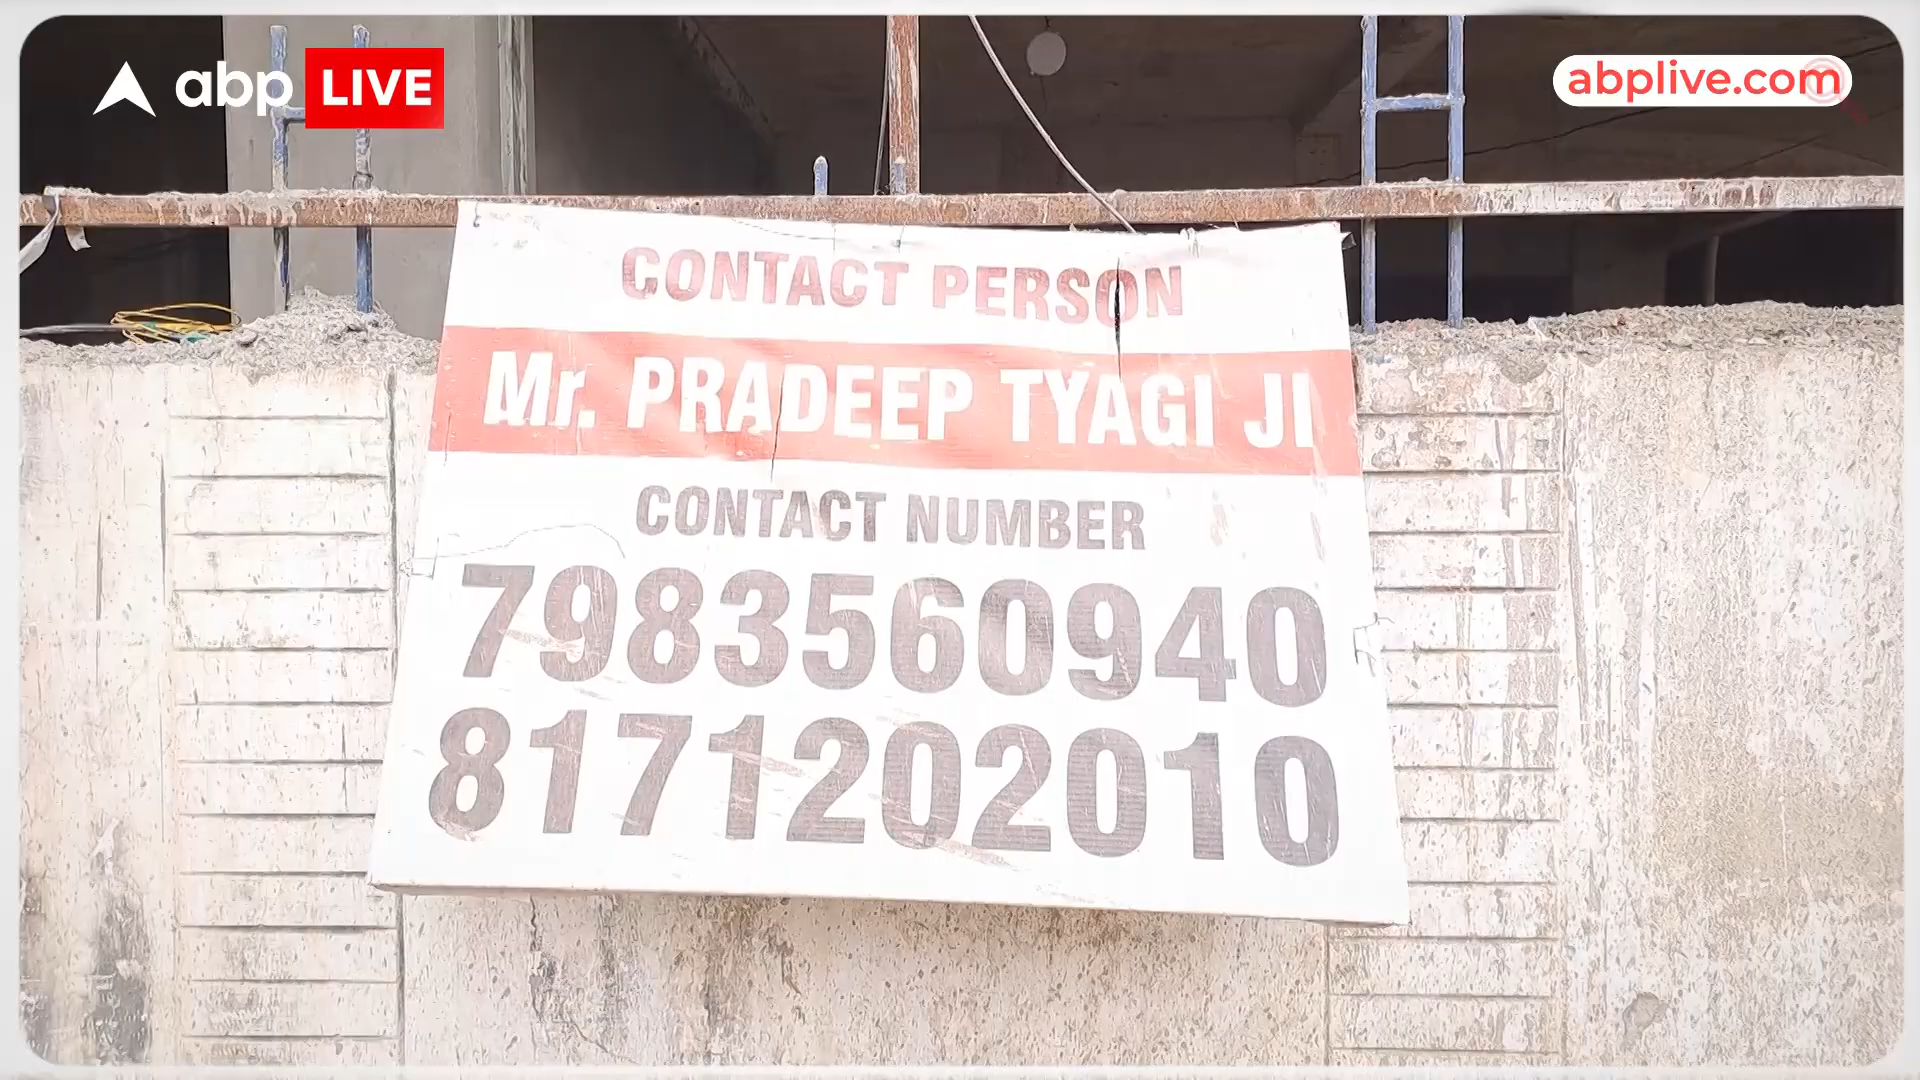 abp LIVE
abplive.com
CONTACT PERSON
Mr. PRADEEP TYAGI JI
CONTACT NUMBER
7983560940
8171202010